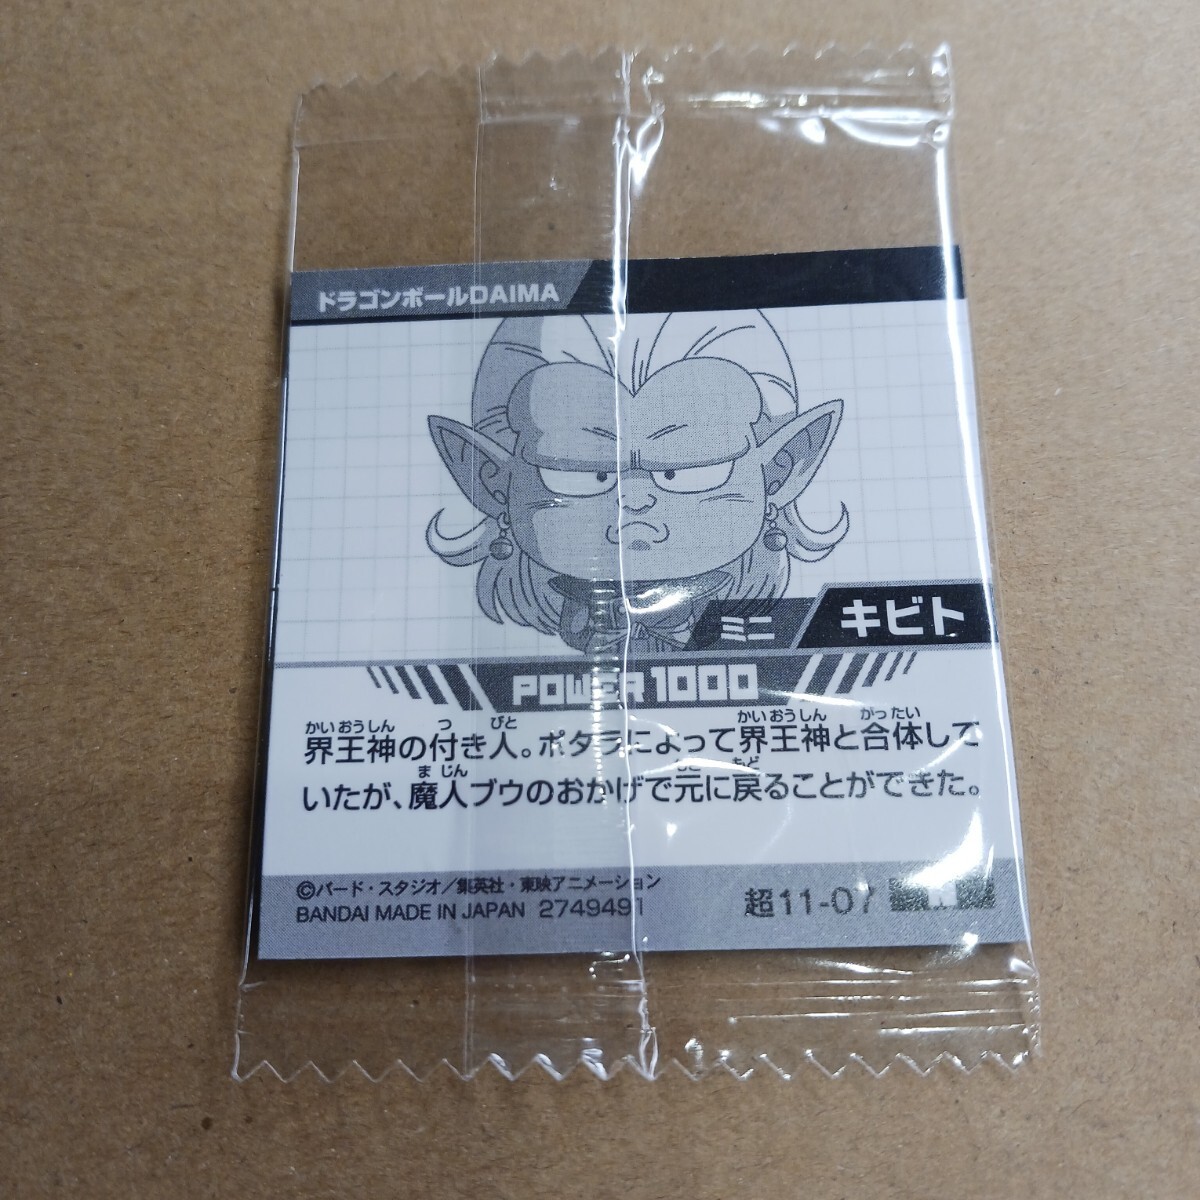 ドラゴンボールDAIMA
ミニ キビト
POWER 1000
かいおうしん つ びと かいおうしん がったい
界王神の付き人。ポタラによって界王神と合体して
ま じん もと もど
いたが、魔人ブウのおかげで元に戻ることができた。
©バード・スタジオ／集英社・東映アニメーション
BANDAI MADE IN JAPAN 2749491
超11-07